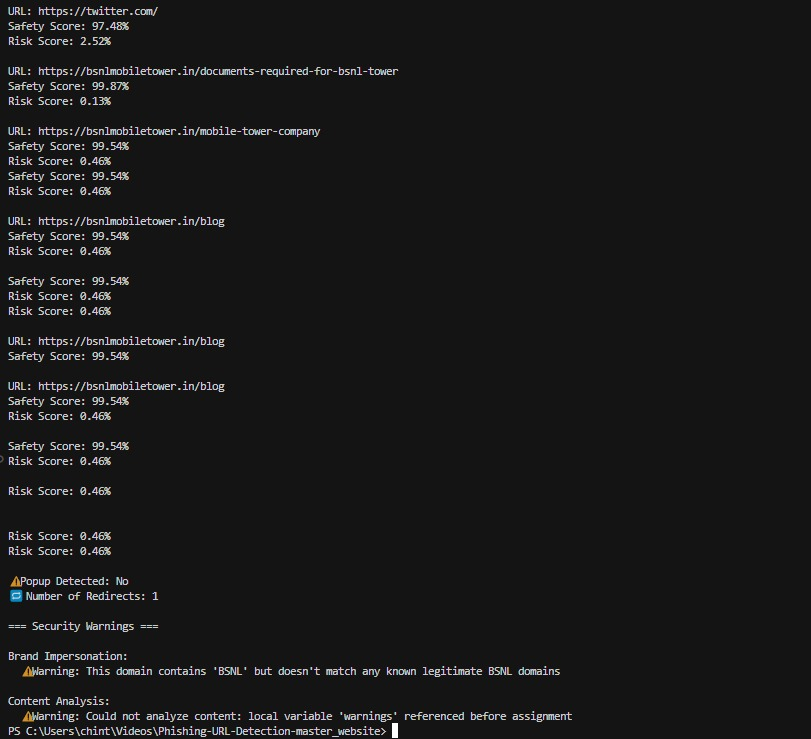 URL: https://twitter.com/
Safety Score: 97.48%
Risk Score: 2.52%
URL: https://bsnlmobiletower.in/documents-required-for-bsnl-tower
Safety Score: 99.87%
Risk Score: 0.13%
URL: https://bsnlmobiletower.in/mobile-tower-company
Safety Score: 99.54%
Risk Score: 0.46%
Safety Score: 99.54%
Risk Score: 0.46%
URL: https://bsnlmobiletower.in/blog
Safety Score: 99.54%
Risk Score: 0.46%
Safety Score: 99.54%
Risk Score: 0.46%
Risk Score: 0.46%
URL: https://bsnlmobiletower.in/blog
Safety Score: 99.54%
URL: https://bsnlmobiletower.in/blog
Safety Score: 99.54%
Risk Score: 0.46%
Safety Score: 99.54%
Risk Score: 0.46%
Risk Score: 0.46%
Risk Score: 0.46%
Risk Score: 0.46%
⚠️Popup Detected: No
🔁 Number of Redirects: 1
=== Security Warnings ===
Brand Impersonation:
⚠️Warning: This domain contains 'BSNL' but doesn't match any known legitimate BSNL domains
Content Analysis:
⚠️Warning: Could not analyze content: local variable 'warnings' referenced before assignment
PS C:\Users\chint\Videos\Phishing-URL-Detection-master_website>